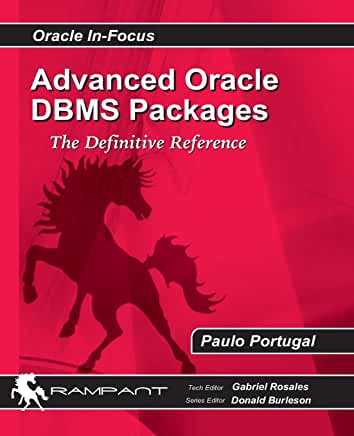 Oracle In-Focus
Advanced Oracle
DBMS Packages
The Definitive Reference
Paulo Portugal
RAMPANT
Tech Editor Gabriel Rosales
Series Editor Donald Burleson